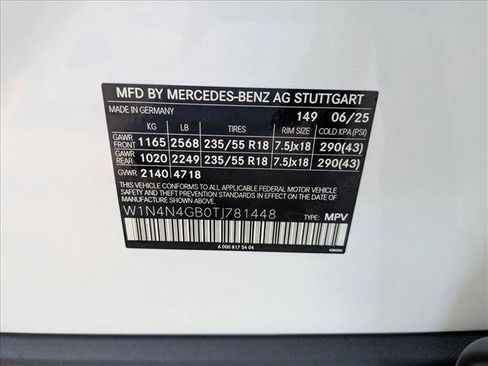 MFD BY MERCEDES-BENZ AG STUTTGART
MADE IN GERMANY 149 06/25
KG LB TIRES RIM SIZE COLD KPA(PSI)
GAWR FRONT 1165 2568 235/55 R18 7.5Jx18 290(43)
GAWR REAR 1020 2249 235/55 R18 7.5Jx18 290(43)
GVWR 2140 4718
THIS VEHICLE CONFORMS TO ALL APPLICABLE FEDERAL MOTOR VEHICLE
SAFETY, BUMPER AND THEFT PREVENTION STANDARDS IN EFFECT ON THE DATE
OF MANUFACTURE SHOWN ABOVE.
W1N4N4GB0TJ781448 TYPE: MPV
A 000 817 54 04